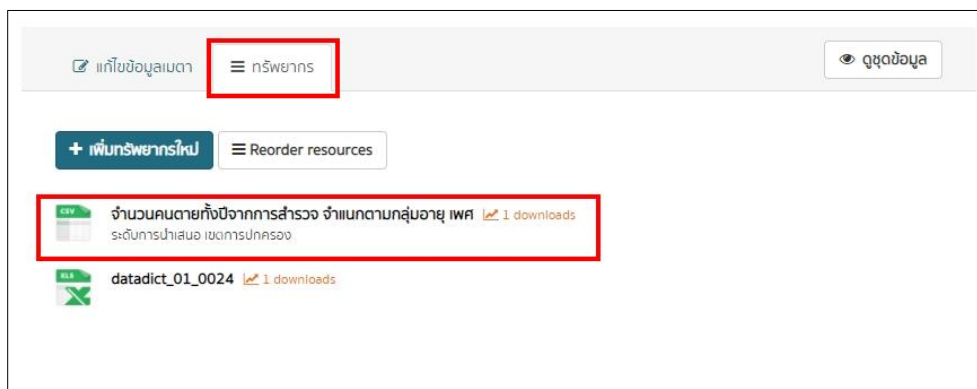 แก้ไขข้อมูลเมตา
ทรัพยากร
ดูชุดข้อมูล
+ เพิ่มทรัพยากรใหม่
Reorder resources
CSV
จำนวนคนตายทั้งปีจากการสำรวจ จำแนกตามกลุ่มอายุ เพศ 1 downloads
ระดับการนำเสนอ เขตการปกครอง
XLS
datadict_01_0024 1 downloads